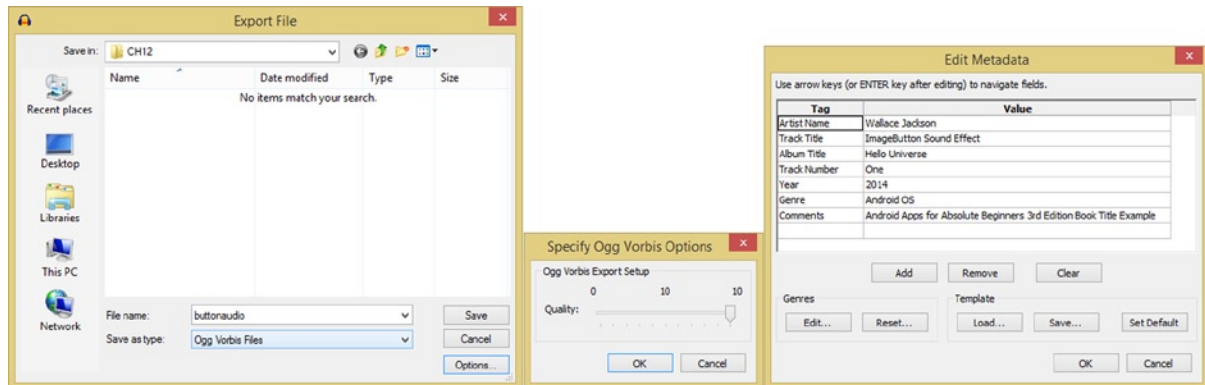 Export File
Save in: CH12
Name Date modified Type Size
No items match your search.
Recent places
Desktop
Libraries
This PC
Network
File name: buttonaudio Save
Save as type: Ogg Vorbis Files Cancel
Options...
Specify Ogg Vorbis Options
Ogg Vorbis Export Setup
0 10 10
Quality:
OK Cancel
Edit Metadata
Use arrow keys (or ENTER key after editing) to navigate fields.
Tag Value
Artist Name Wallace Jackson
Track Title ImageButton Sound Effect
Album Title Hello Universe
Track Number One
Year 2014
Genre Android OS
Comments Android Apps for Absolute Beginners 3rd Edition Book Title Example
Add Remove Clear
Genres Template
Edit... Reset... Load... Save... Set Default
OK Cancel